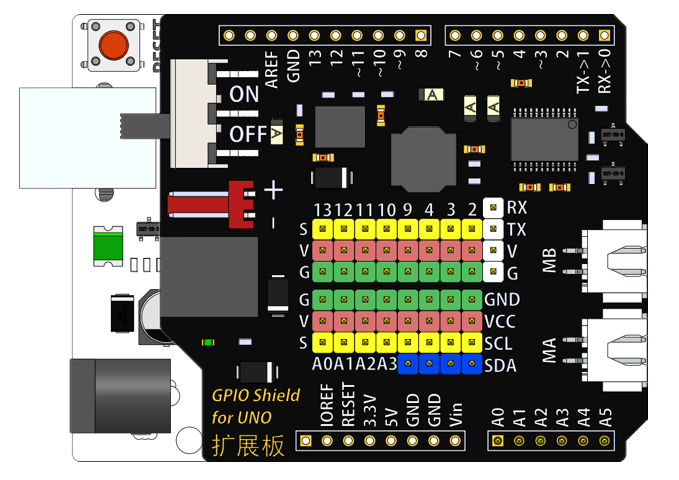 RESET
AREF GND 13 12 ~11 ~10 ~9 8
7 ~6 ~5 4 ~3 2 TX->1 RX->0
ON
OFF
A
A
A
A
+
−
13 12 11 10 9 4 3 2 RX
S TX
V V
G G
G GND
V VCC
S SCL
A0 A1 A2 A3 SDA
MB
MA
GPIO Shield
for UNO
扩展板
IOREF RESET 3.3V 5V GND GND Vin
A0 A1 A2 A3 A4 A5